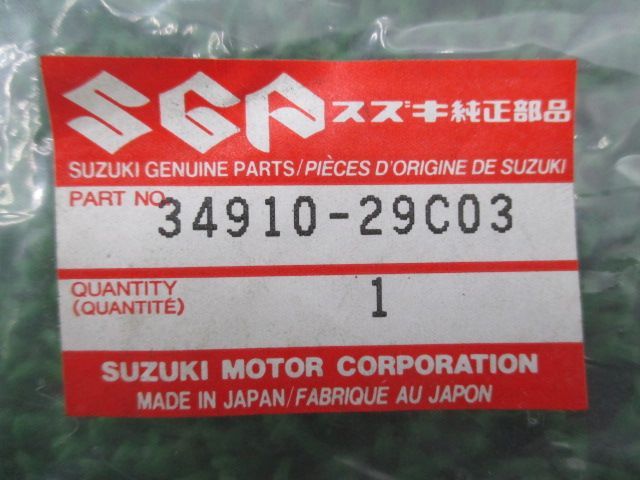 SGP スズキ純正部品
SUZUKI GENUINE PARTS/PIÈCES D'ORIGINE DE SUZUKI
PART NO. 34910-29C03
QUANTITY 1
(QUANTITÉ)
SUZUKI MOTOR CORPORATION
MADE IN JAPAN/FABRIQUÉ AU JAPON